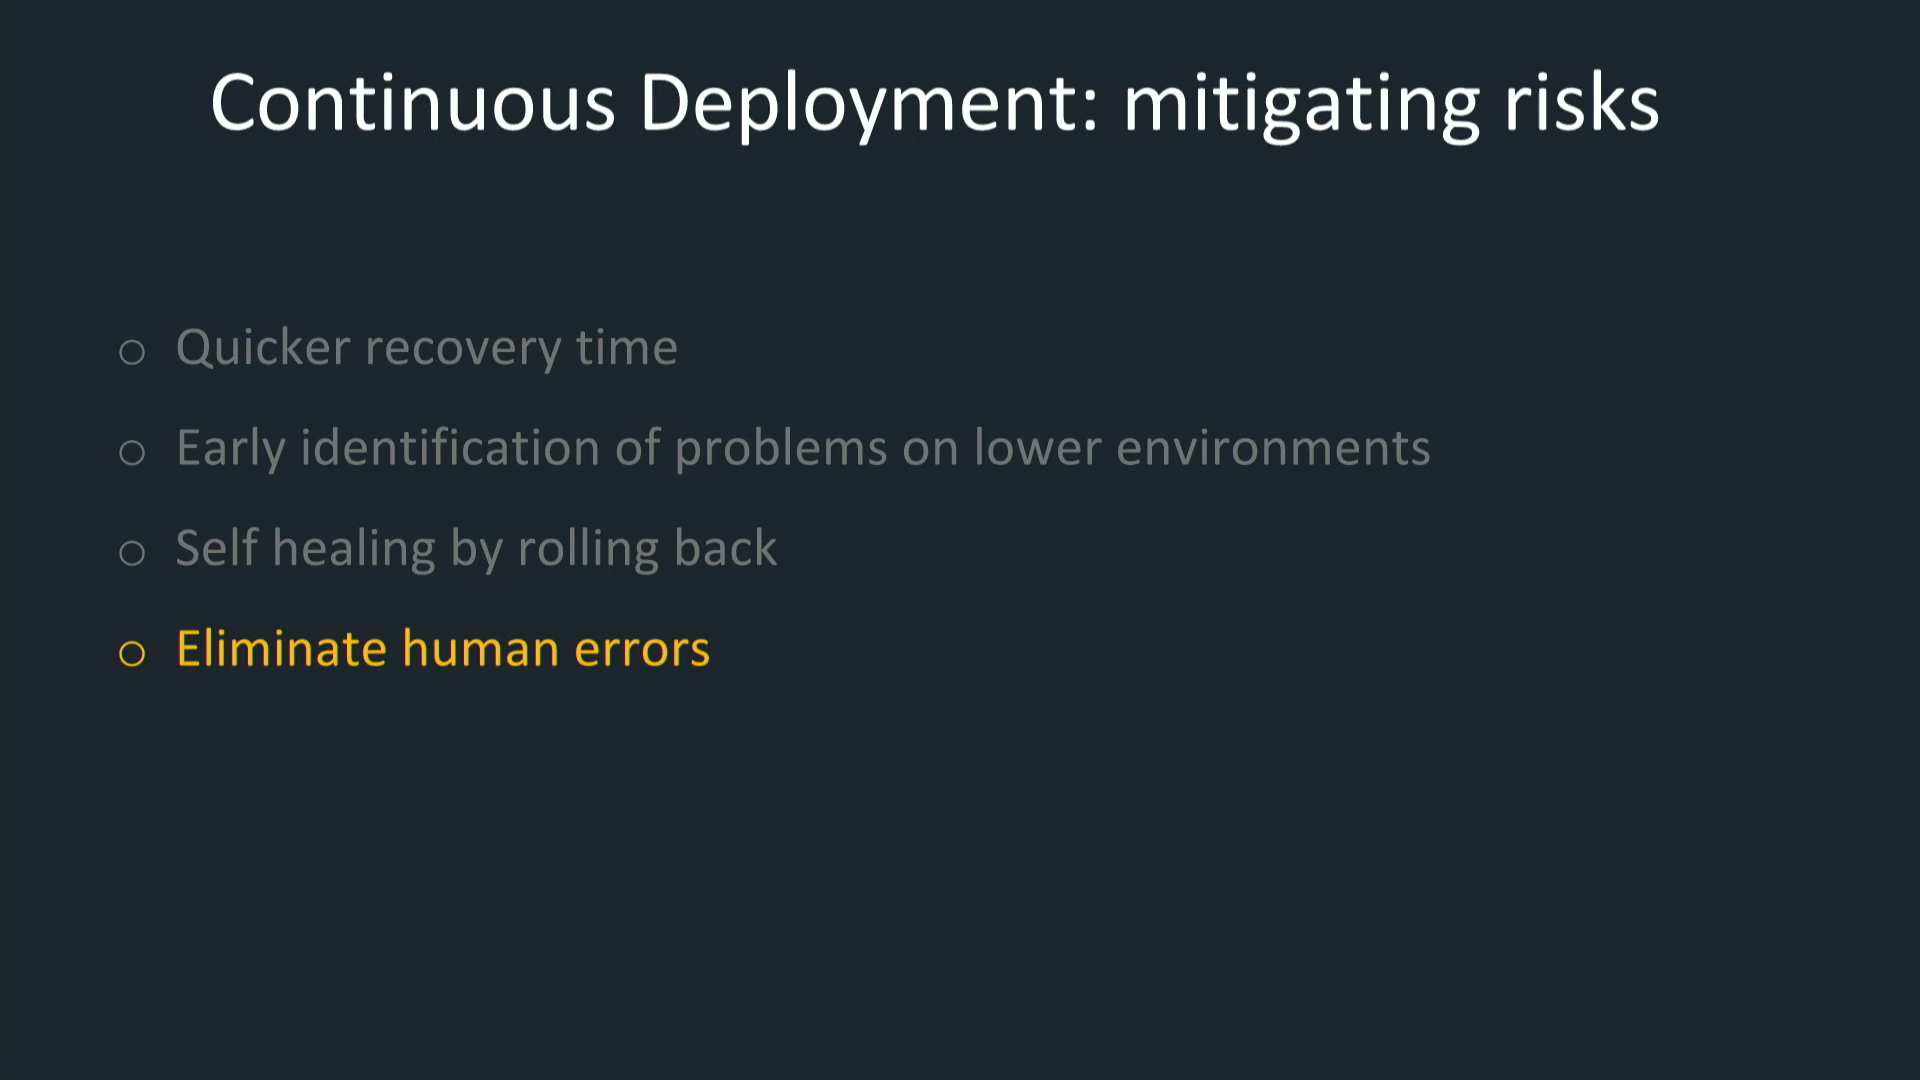 Continuous Deployment: mitigating risks
o Quicker recovery time
o Early identification of problems on lower environments
o Self healing by rolling back
o Eliminate human errors